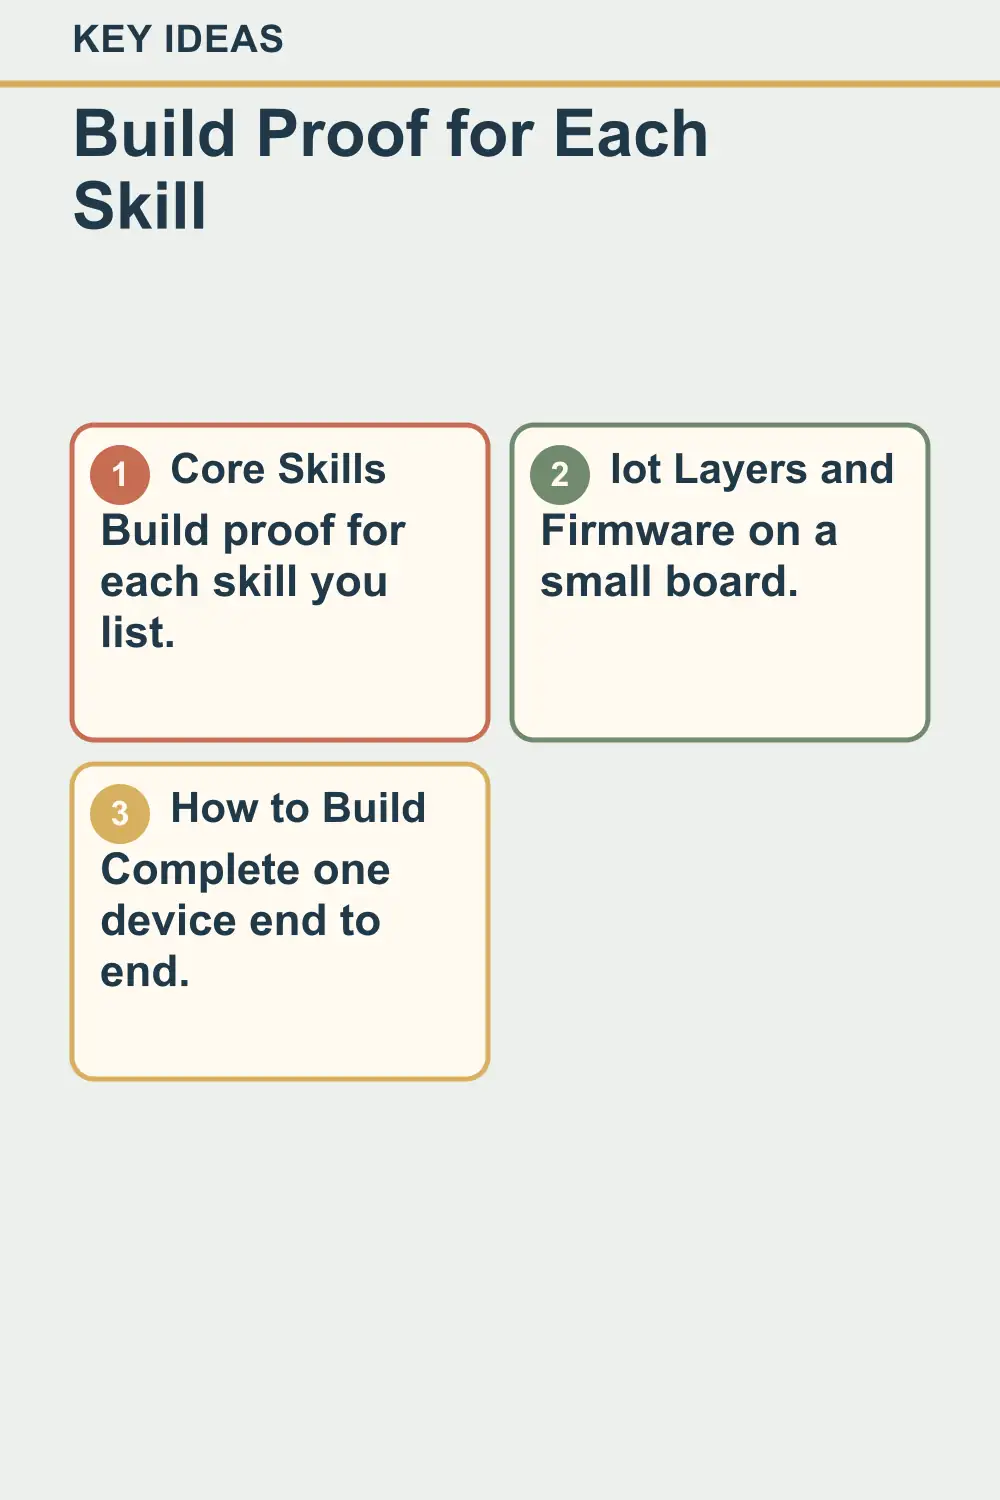 KEY IDEAS
Build Proof for Each
Skill
1 Core Skills
Build proof for
each skill you
list.
2 Iot Layers and
Firmware on a
small board.
3 How to Build
Complete one
device end to
end.